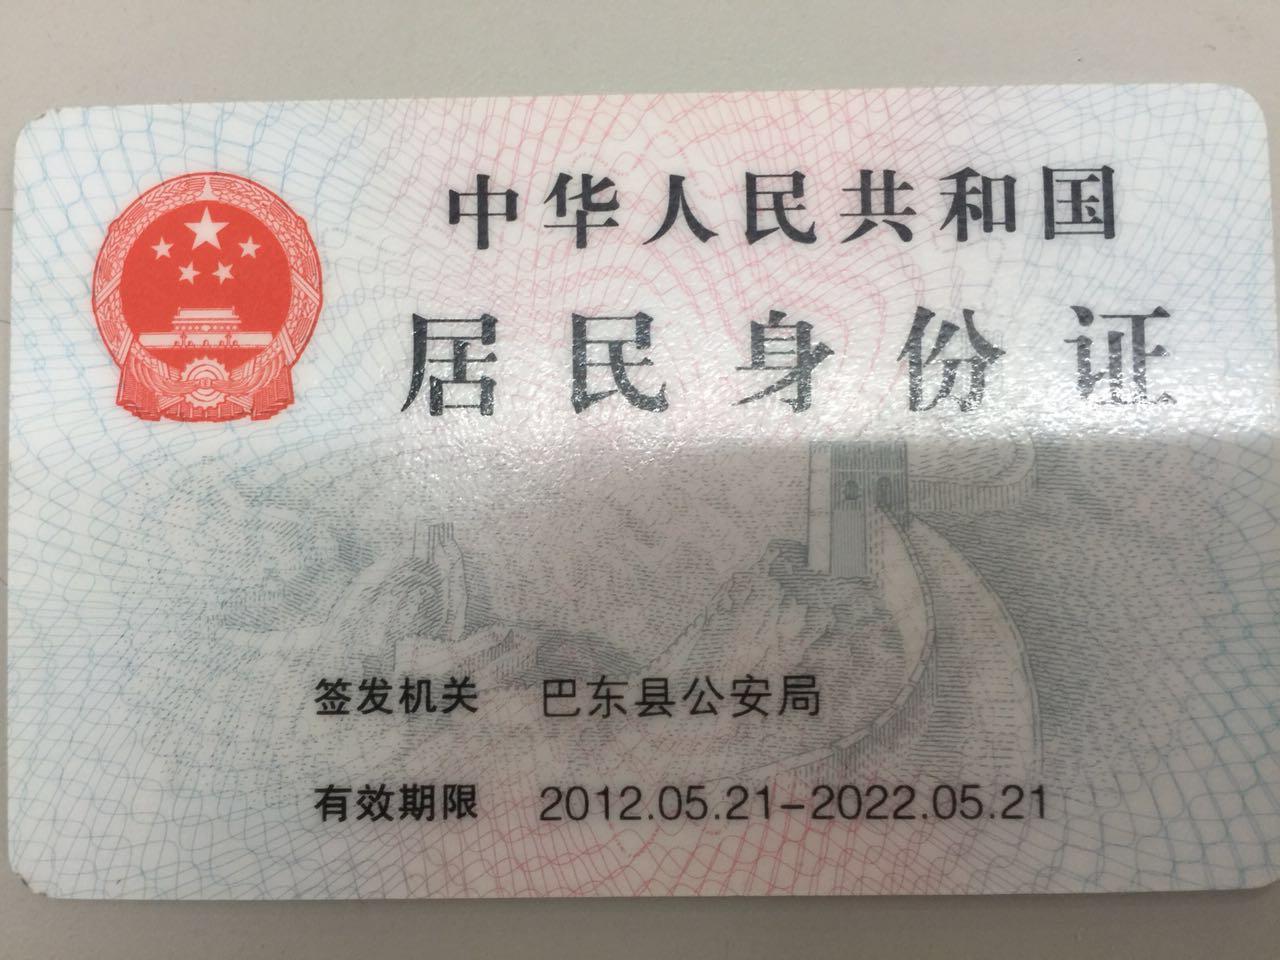 中华人民共和国
居民身份证
签发机关 巴东县公安局
有效期限 2012.05.21-2022.05.21